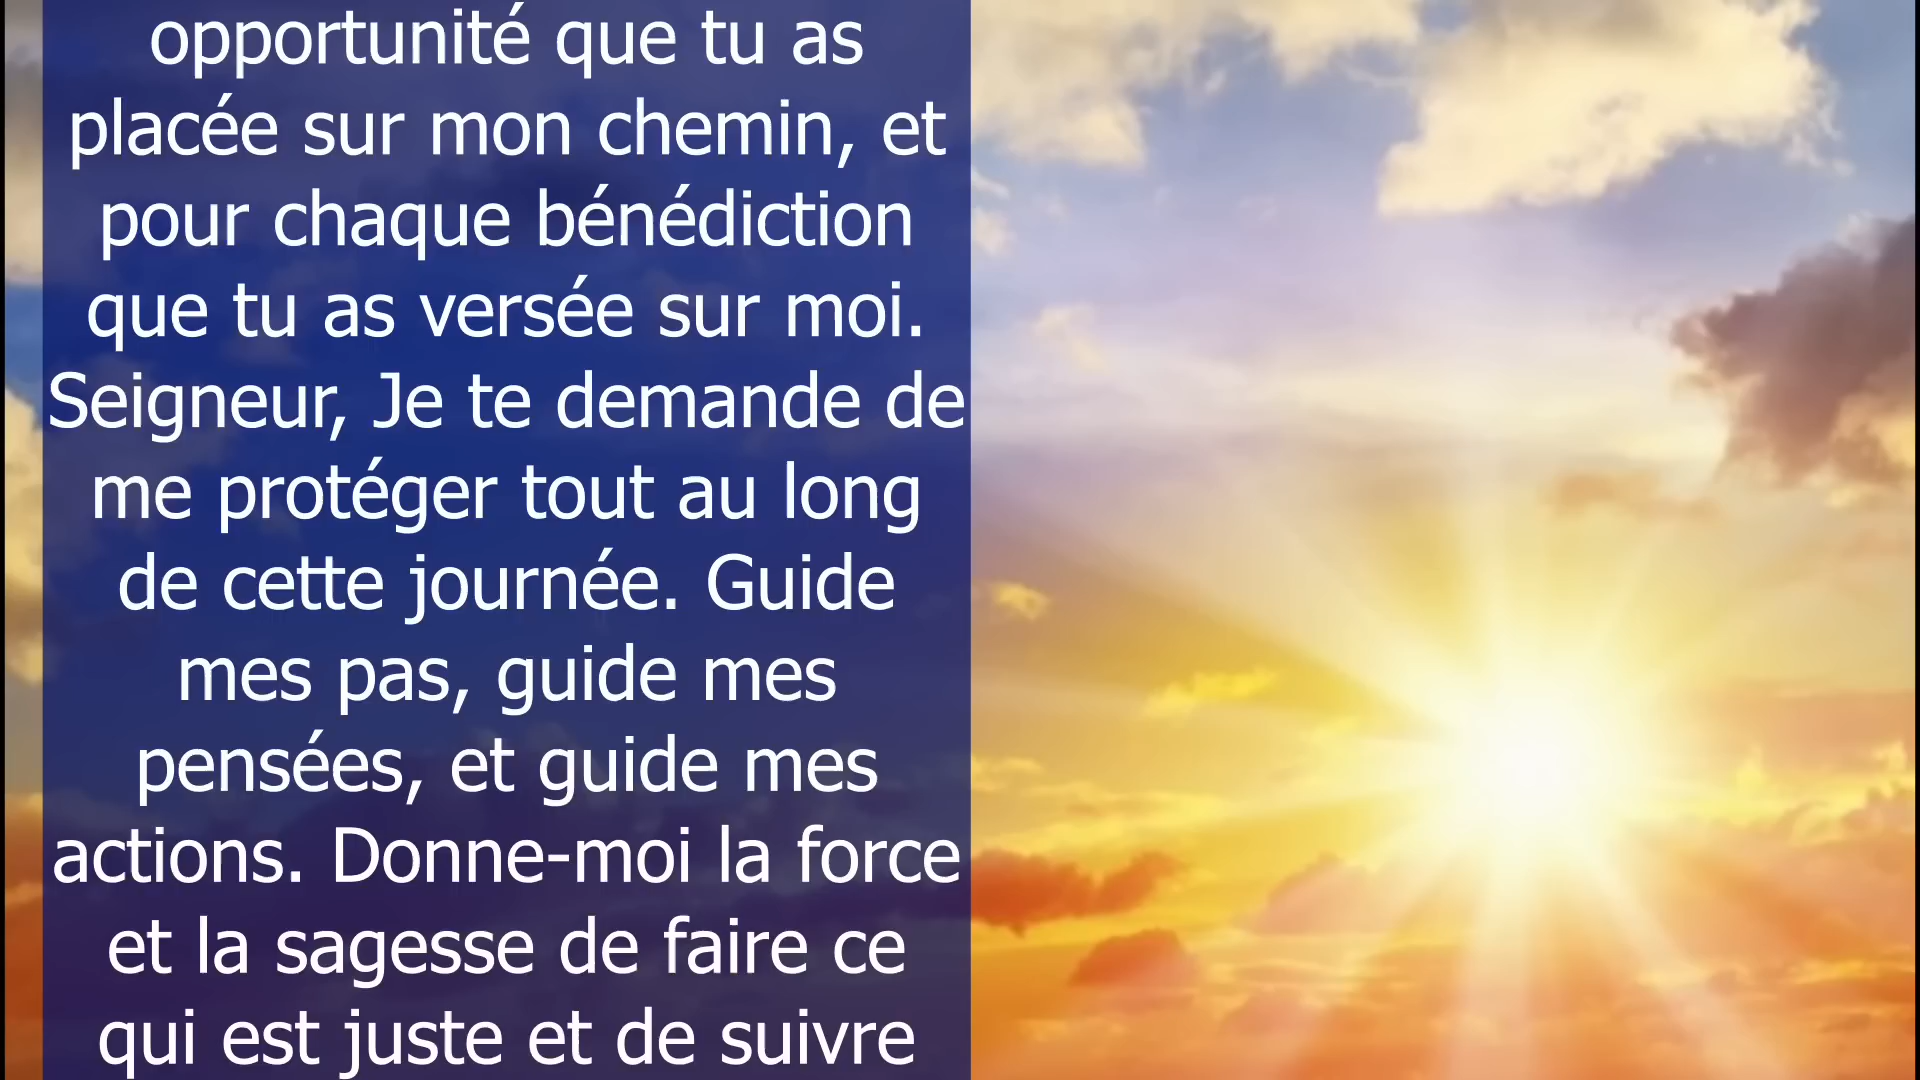 opportunité que tu as
placée sur mon chemin, et
pour chaque bénédiction
que tu as versée sur moi.
Seigneur, Je te demande de
me protéger tout au long
de cette journée. Guide
mes pas, guide mes
pensées, et guide mes
actions. Donne-moi la force
et la sagesse de faire ce
qui est juste et de suivre